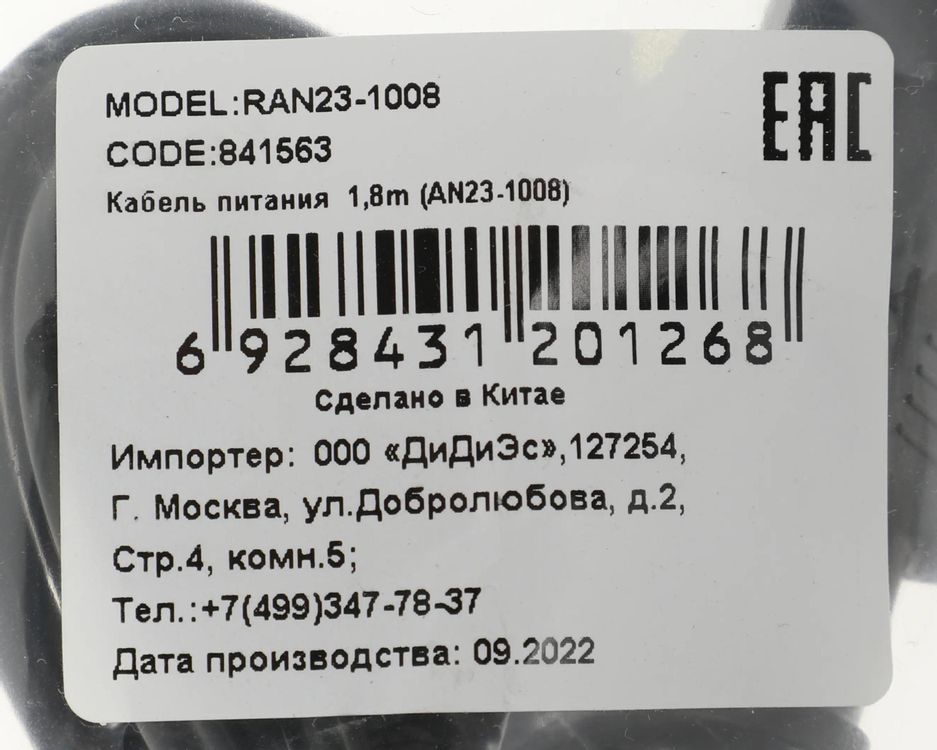 MODEL:RAN23-1008
EAC
CODE:841563
Кабель питания 1,8m (AN23-1008)
6 928431 201268
Сделано в Китае
Импортер: ООО «ДиДиЭс»,127254,
Г. Москва, ул.Добролюбова, д.2,
Стр.4, комн.5;
Тел.:+7(499)347-78-37
Дата производства: 09.2022